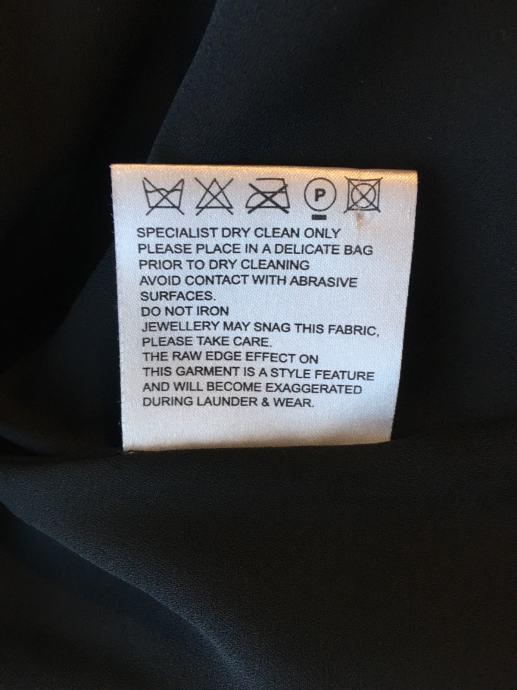 P
SPECIALIST DRY CLEAN ONLY
PLEASE PLACE IN A DELICATE BAG
PRIOR TO DRY CLEANING
AVOID CONTACT WITH ABRASIVE
SURFACES.
DO NOT IRON
JEWELLERY MAY SNAG THIS FABRIC,
PLEASE TAKE CARE.
THE RAW EDGE EFFECT ON
THIS GARMENT IS A STYLE FEATURE
AND WILL BECOME EXAGGERATED
DURING LAUNDER & WEAR.